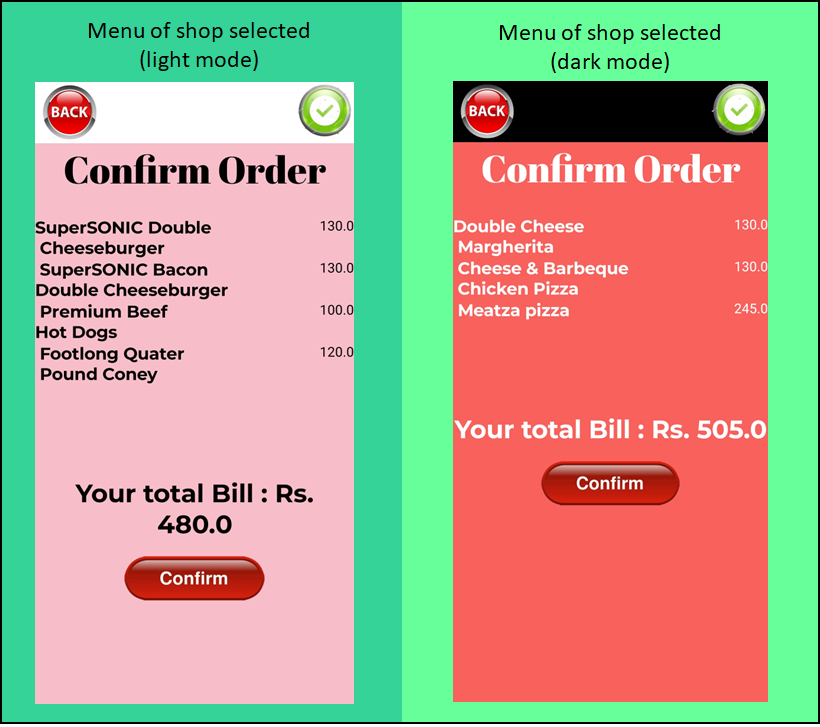 Menu of shop selected
(light mode)
BACK
Confirm Order
SuperSONIC Double 130.0
Cheeseburger
SuperSONIC Bacon 130.0
Double Cheeseburger
Premium Beef 100.0
Hot Dogs
Footlong Quater 120.0
Pound Coney
Your total Bill : Rs.
480.0
Confirm
Menu of shop selected
(dark mode)
BACK
Confirm Order
Double Cheese 130.0
Margherita
Cheese & Barbeque 130.0
Chicken Pizza
Meatza pizza 245.0
Your total Bill : Rs. 505.0
Confirm